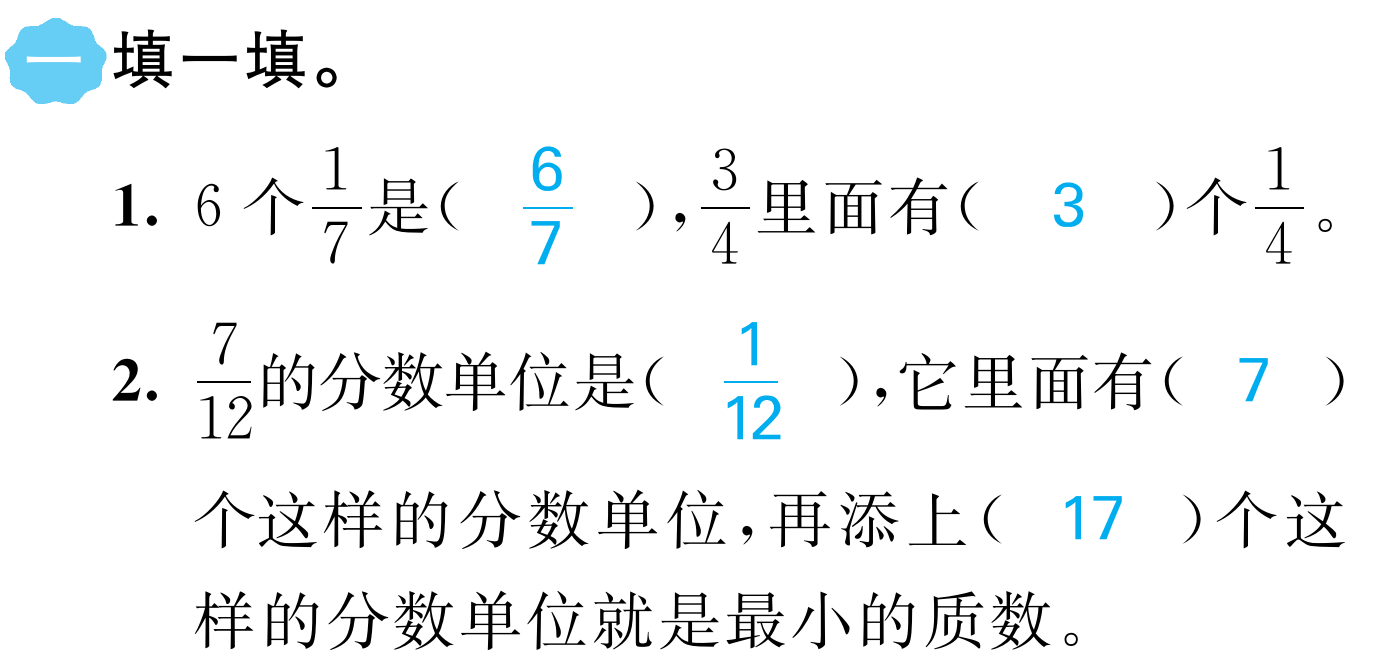 一 填一填。
1. 6个1/7是( 6/7 ),3/4里面有( 3 )个1/4。
2. 7/12的分数单位是( 1/12 ),它里面有( 7 )
个这样的分数单位,再添上( 17 )个这
样的分数单位就是最小的质数。